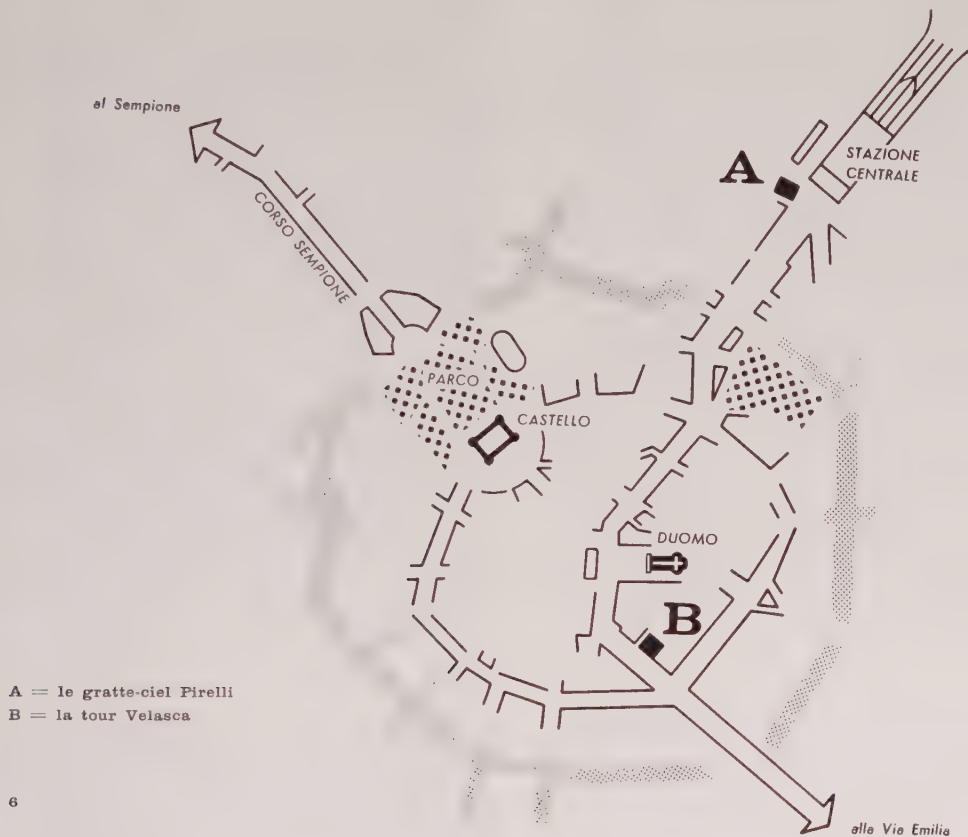 al Sempione
CORSO SEMPIONE
A
STAZIONE
CENTRALE
PARCO
CASTELLO
DUOMO
B
A = le gratte-ciel Pirelli
B = la tour Velasca
6
alla Via Emilia